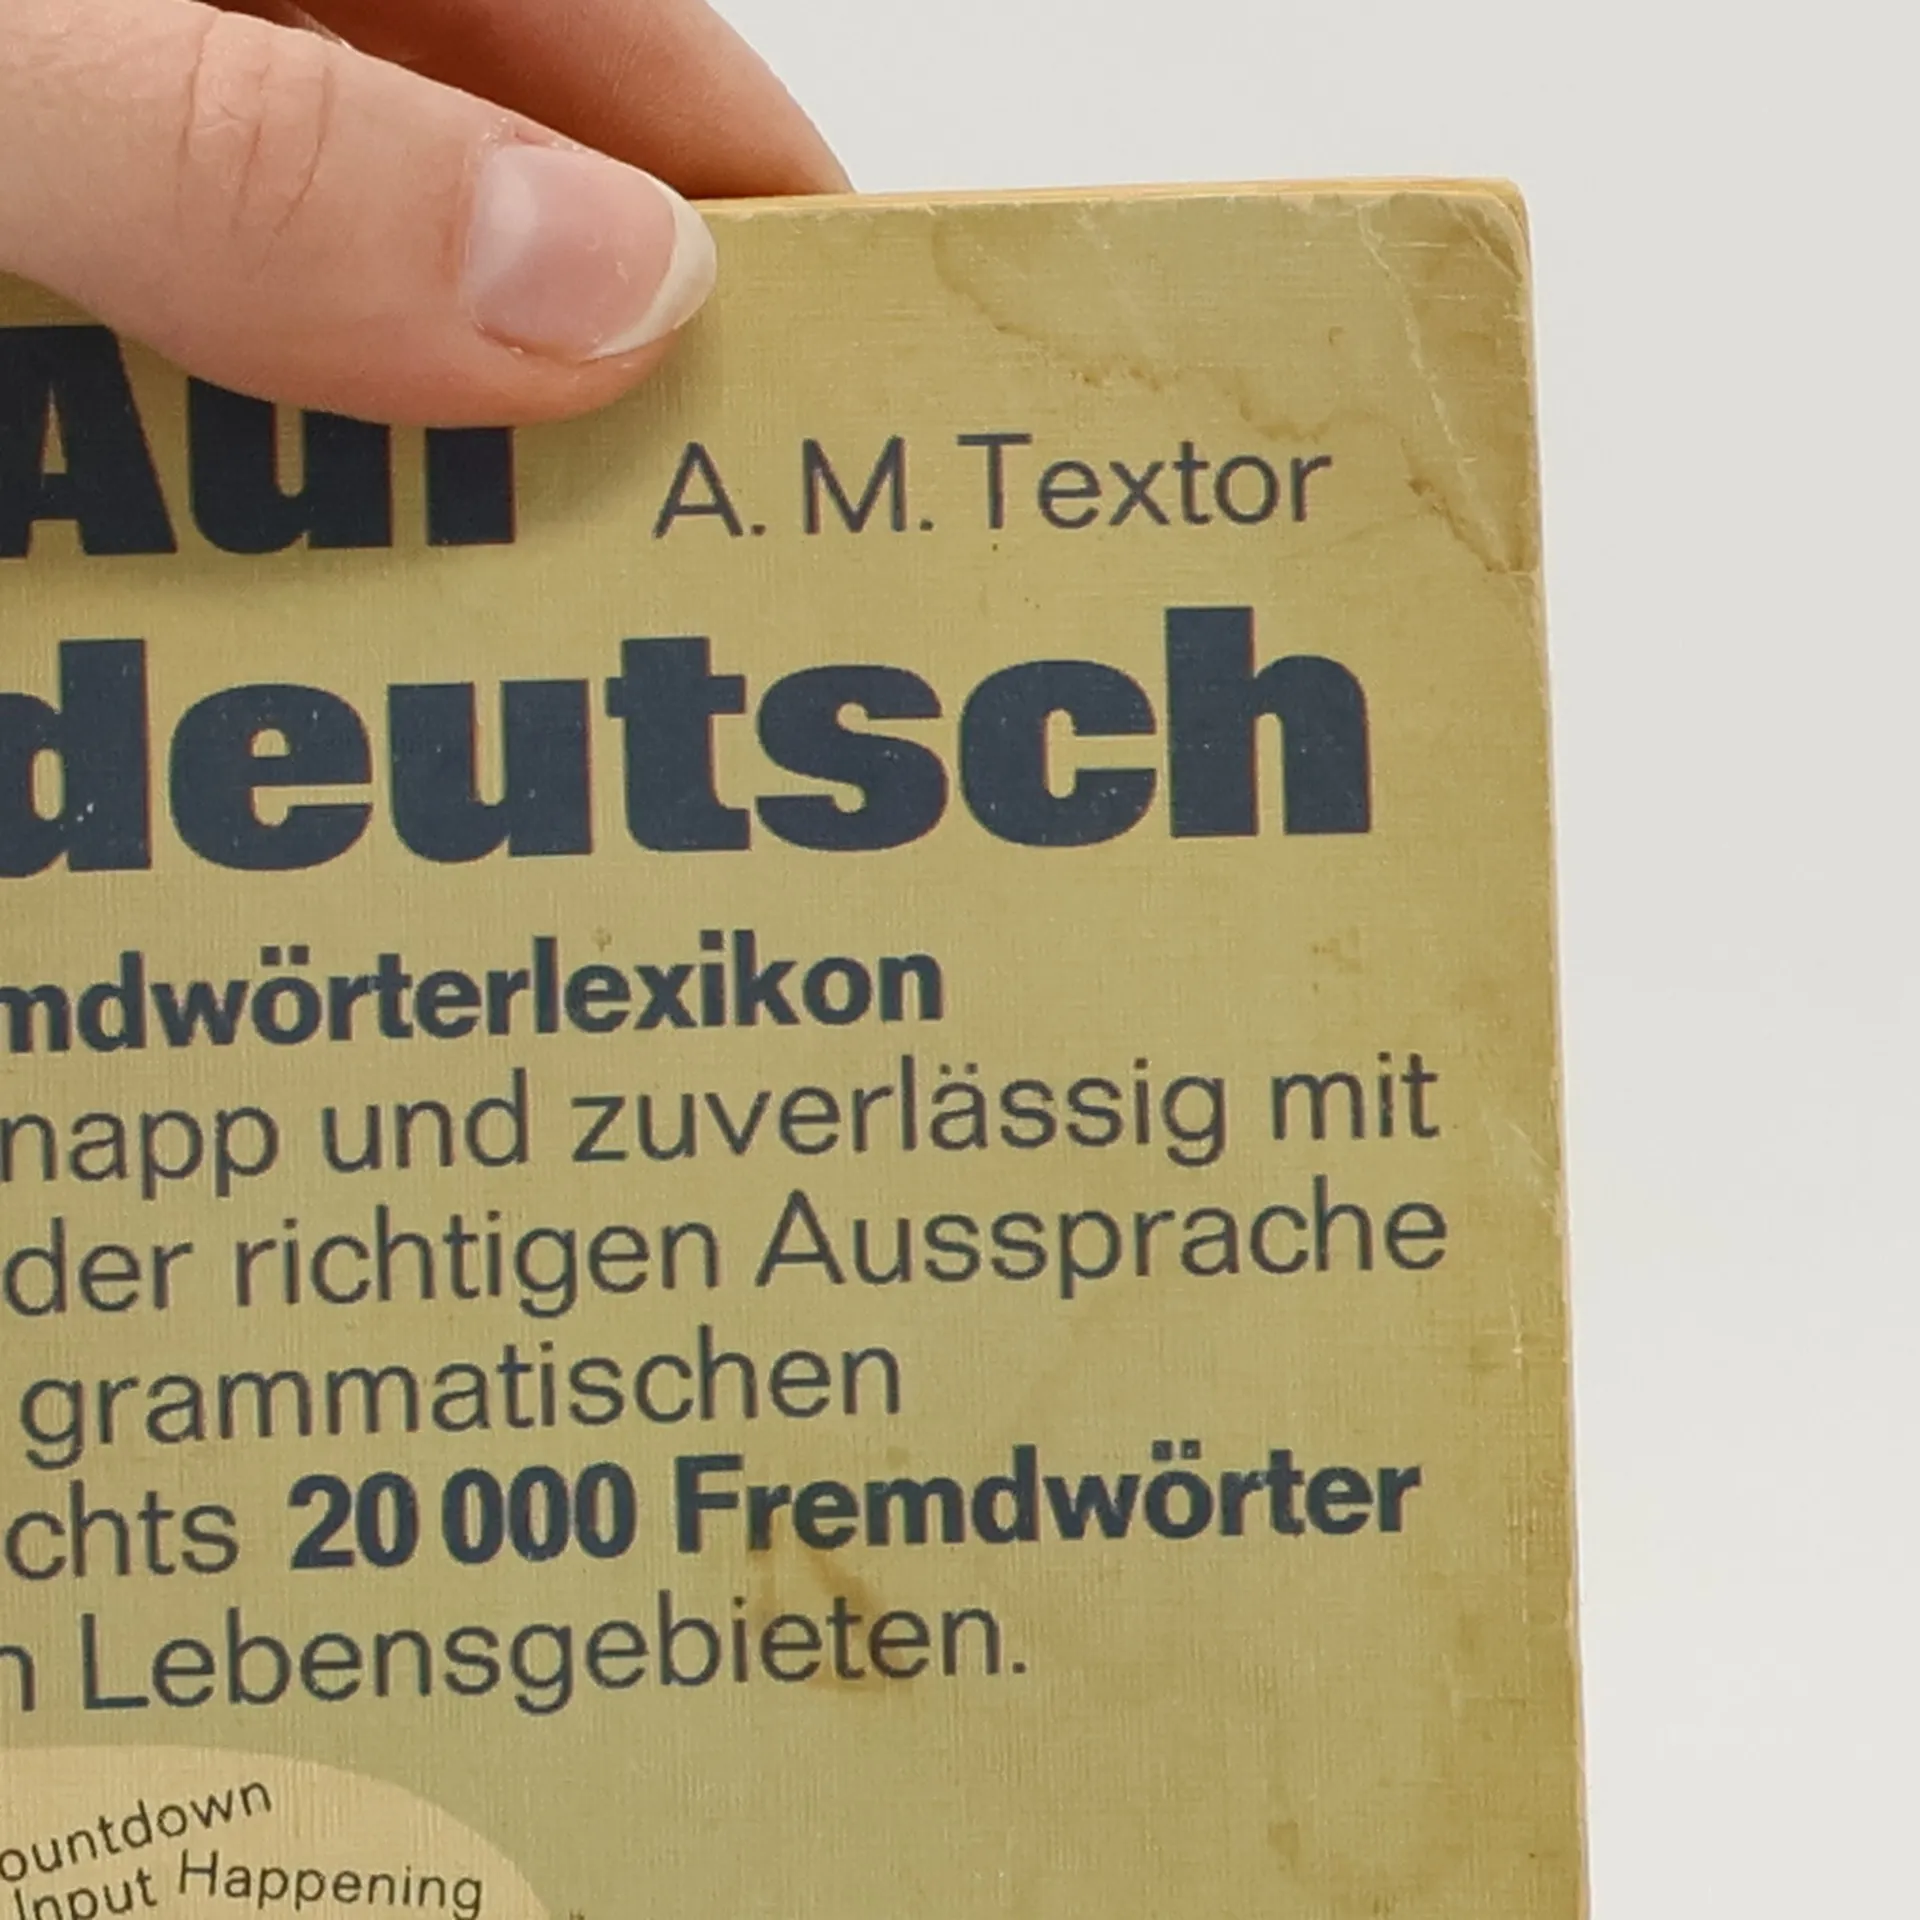 Auf
A. M. Textor
deutsch
mdwörterlexikon
napp und zuverlässig mit
der richtigen Aussprache
grammatischen
chts 20 000 Fremdwörter
n Lebensgebieten.
ountdown
Input Happening